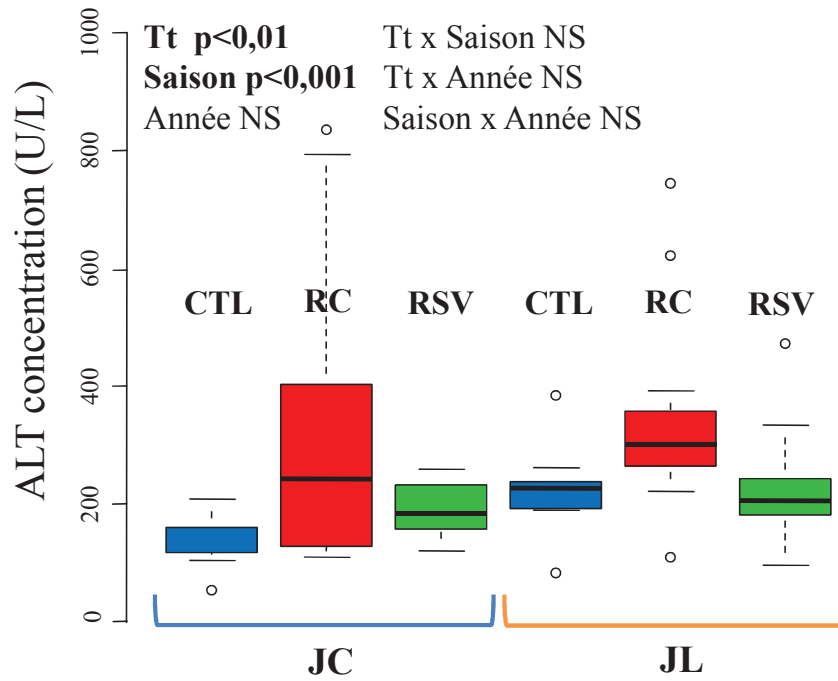 ALT concentration (U/L)
1000
800
600
400
200
0
Tt p<0,01
Saison p<0,001
Année NS
Tt x Saison NS
Tt x Année NS
Saison x Année NS
CTL RC RSV CTL RC RSV
JC JL